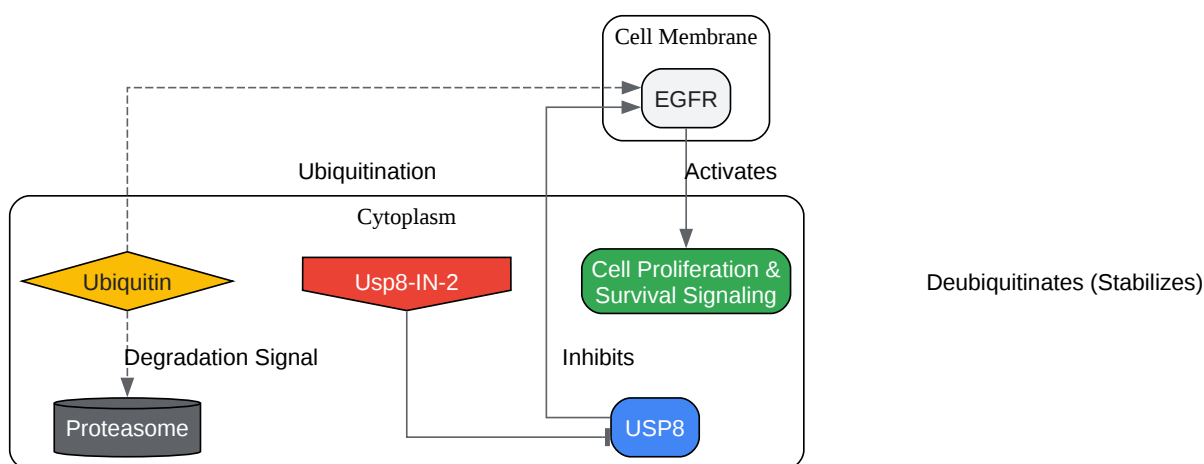 Cell Membrane
EGFR
Ubiquitination
Activates
Cytoplasm
Ubiquitin
Usp8-IN-2
Cell Proliferation &
Survival Signaling
Deubiquitinates (Stabilizes)
Degradation Signal
Inhibits
Proteasome
USP8